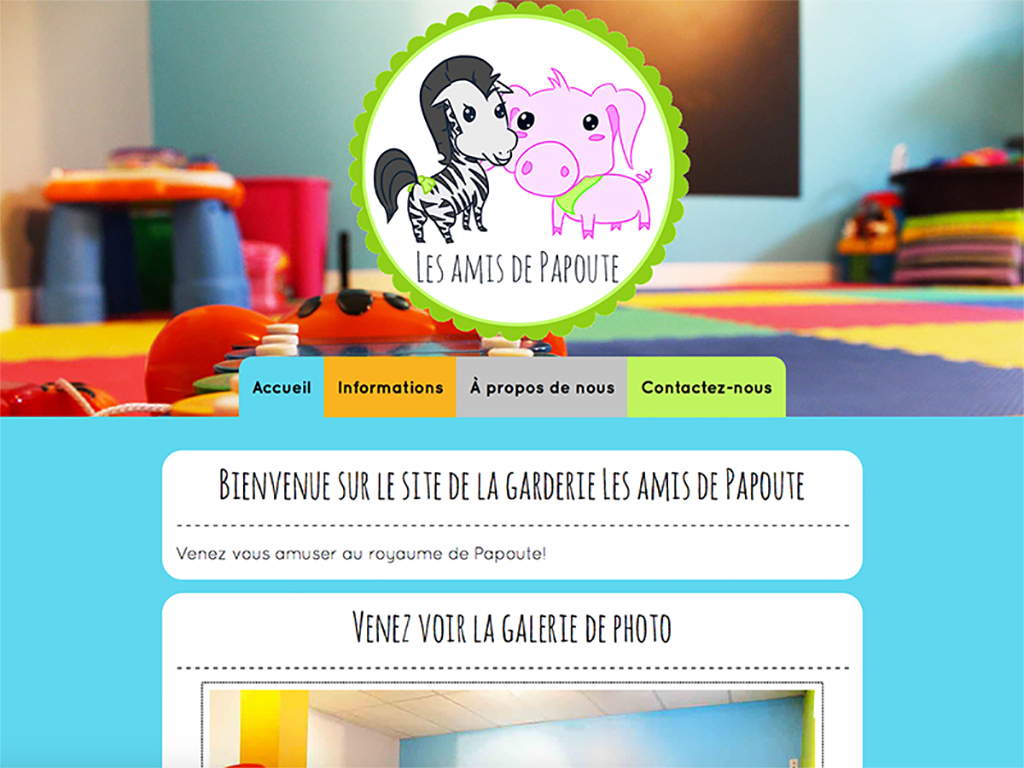 Les amis de Papoute
Accueil Informations À propos de nous Contactez-nous
Bienvenue sur le site de la garderie Les amis de Papoute
Venez vous amuser au royaume de Papoute!
Venez voir la galerie de photo